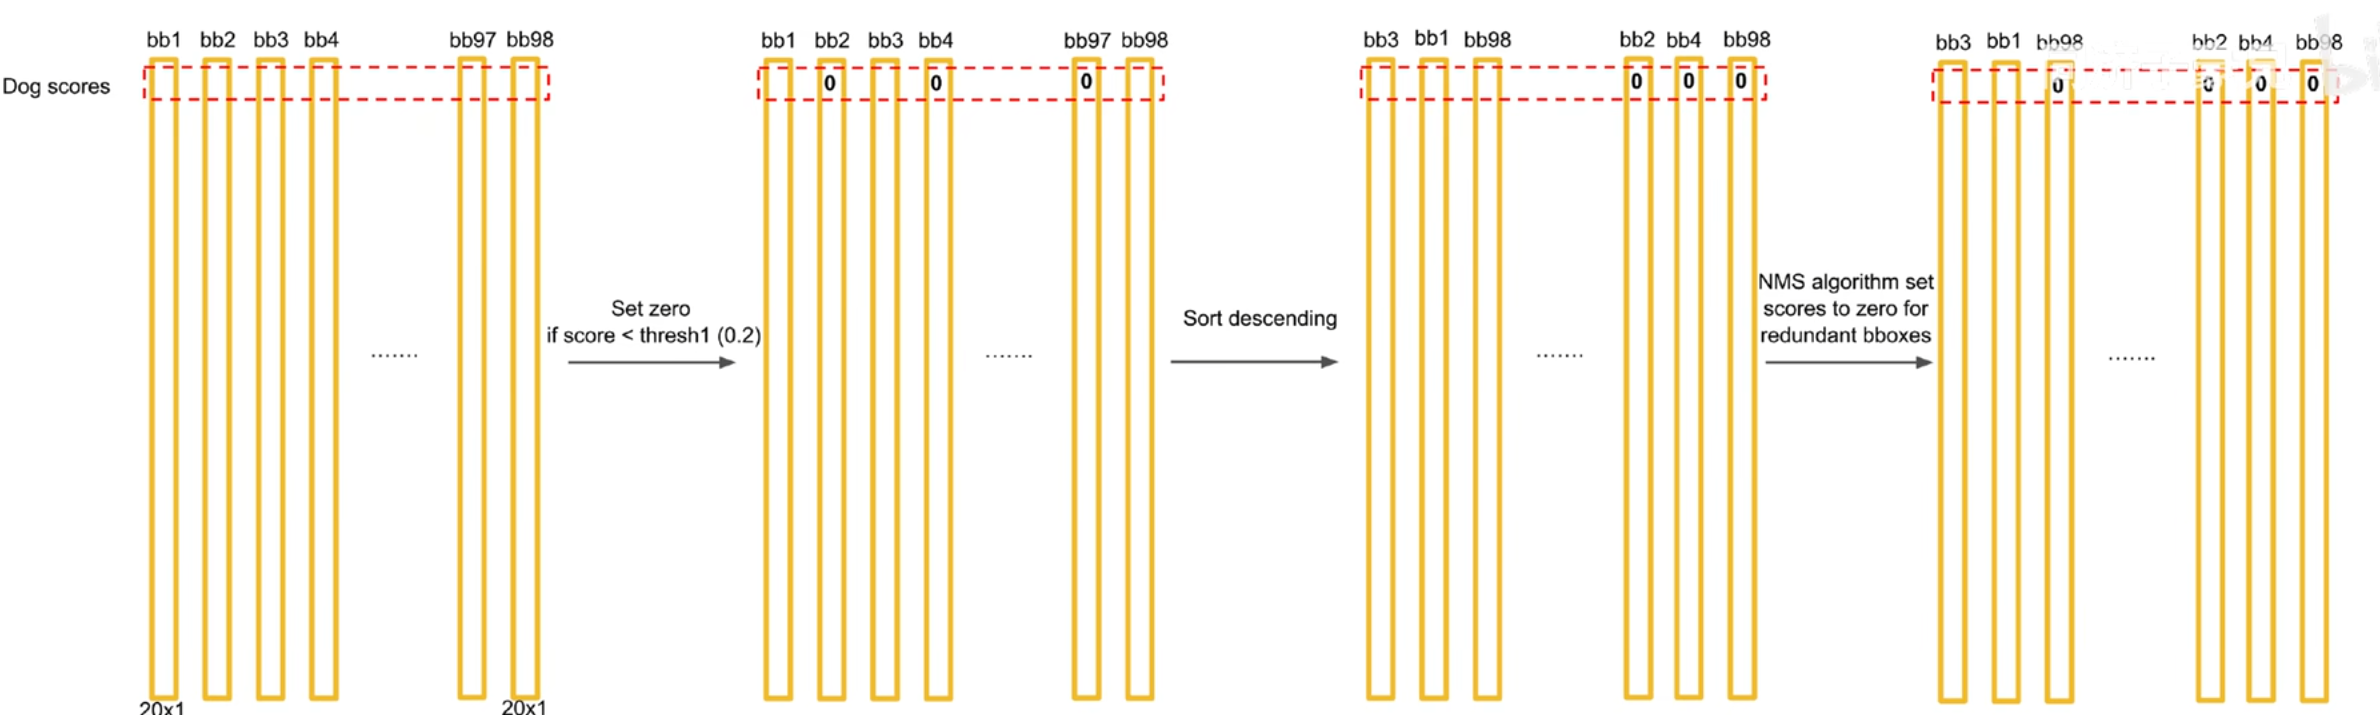 bb1 bb2 bb3 bb4 bb97 bb98
bb1 bb2 bb3 bb4 bb97 bb98
bb3 bb1 bb98 bb2 bb4 bb98
bb3 bb1 bb98 bb2 bb4 bb98
Dog scores
0 0 0
0 0 0
0 0 0 0
Set zero
if score < thresh1 (0.2)
Sort descending
NMS algorithm set
scores to zero for
redundant bboxes
.......
.......
.......
.......
20x1 20x1